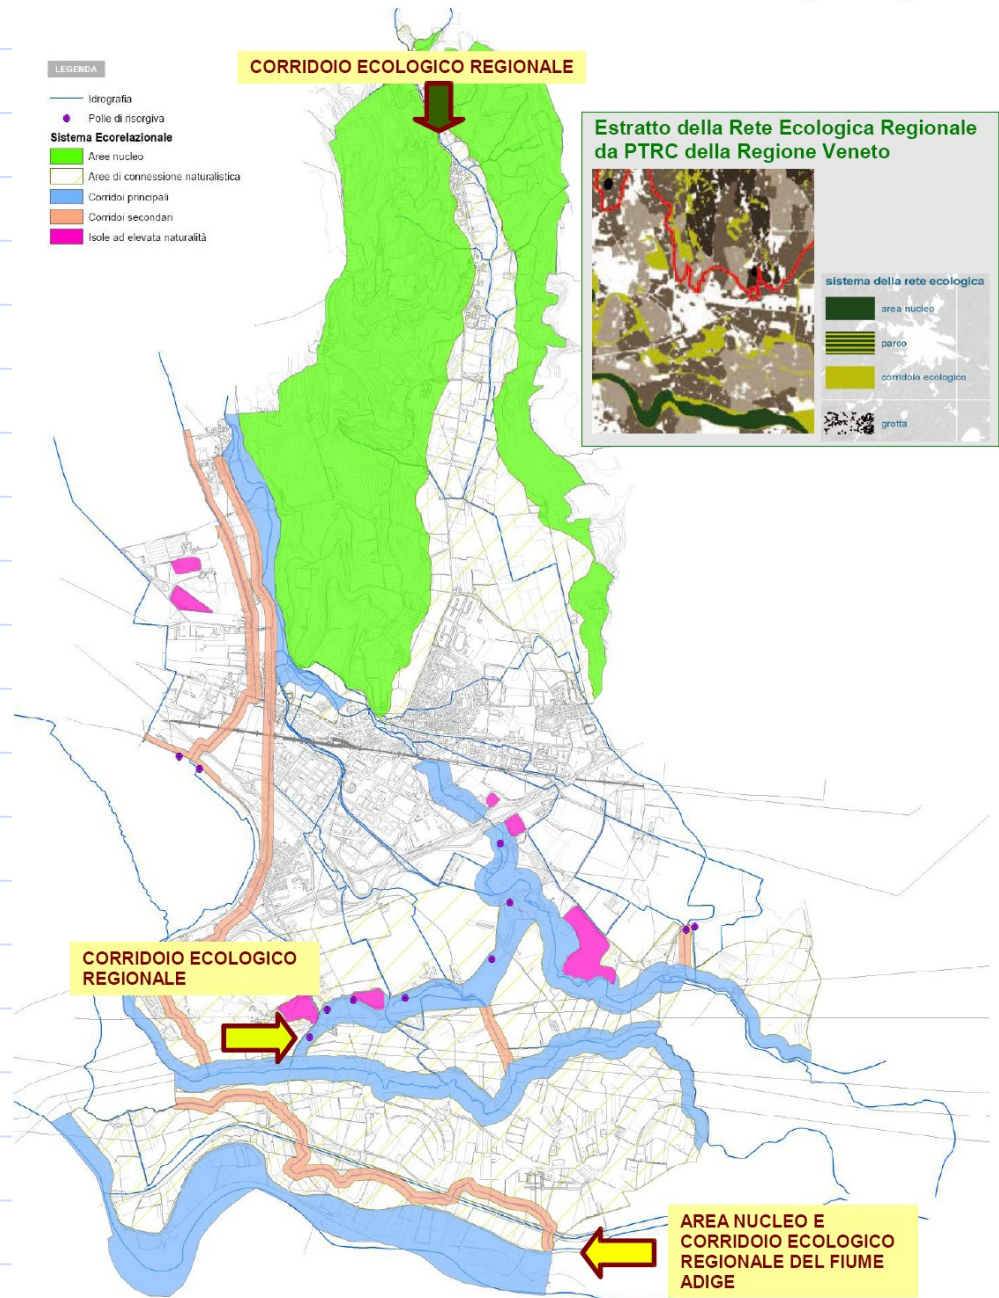 CORRIDOIO ECOLOGICO REGIONALE
LEGENDA
Idrografia
Polle di risorgiva
Sistema Ecorelazionale
Aree nucleo
Aree di connessione naturalistica
Corridoi principali
Corridoi secondari
Isole ad elevata naturalità
Estratto della Rete Ecologica Regionale
da PTRC della Regione Veneto
sistema della rete ecologica
area nucleo
parco
corridoio ecologico
grotta
CORRIDOIO ECOLOGICO
REGIONALE
AREA NUCLEO E
CORRIDOIO ECOLOGICO
REGIONALE DEL FIUME
ADIGE